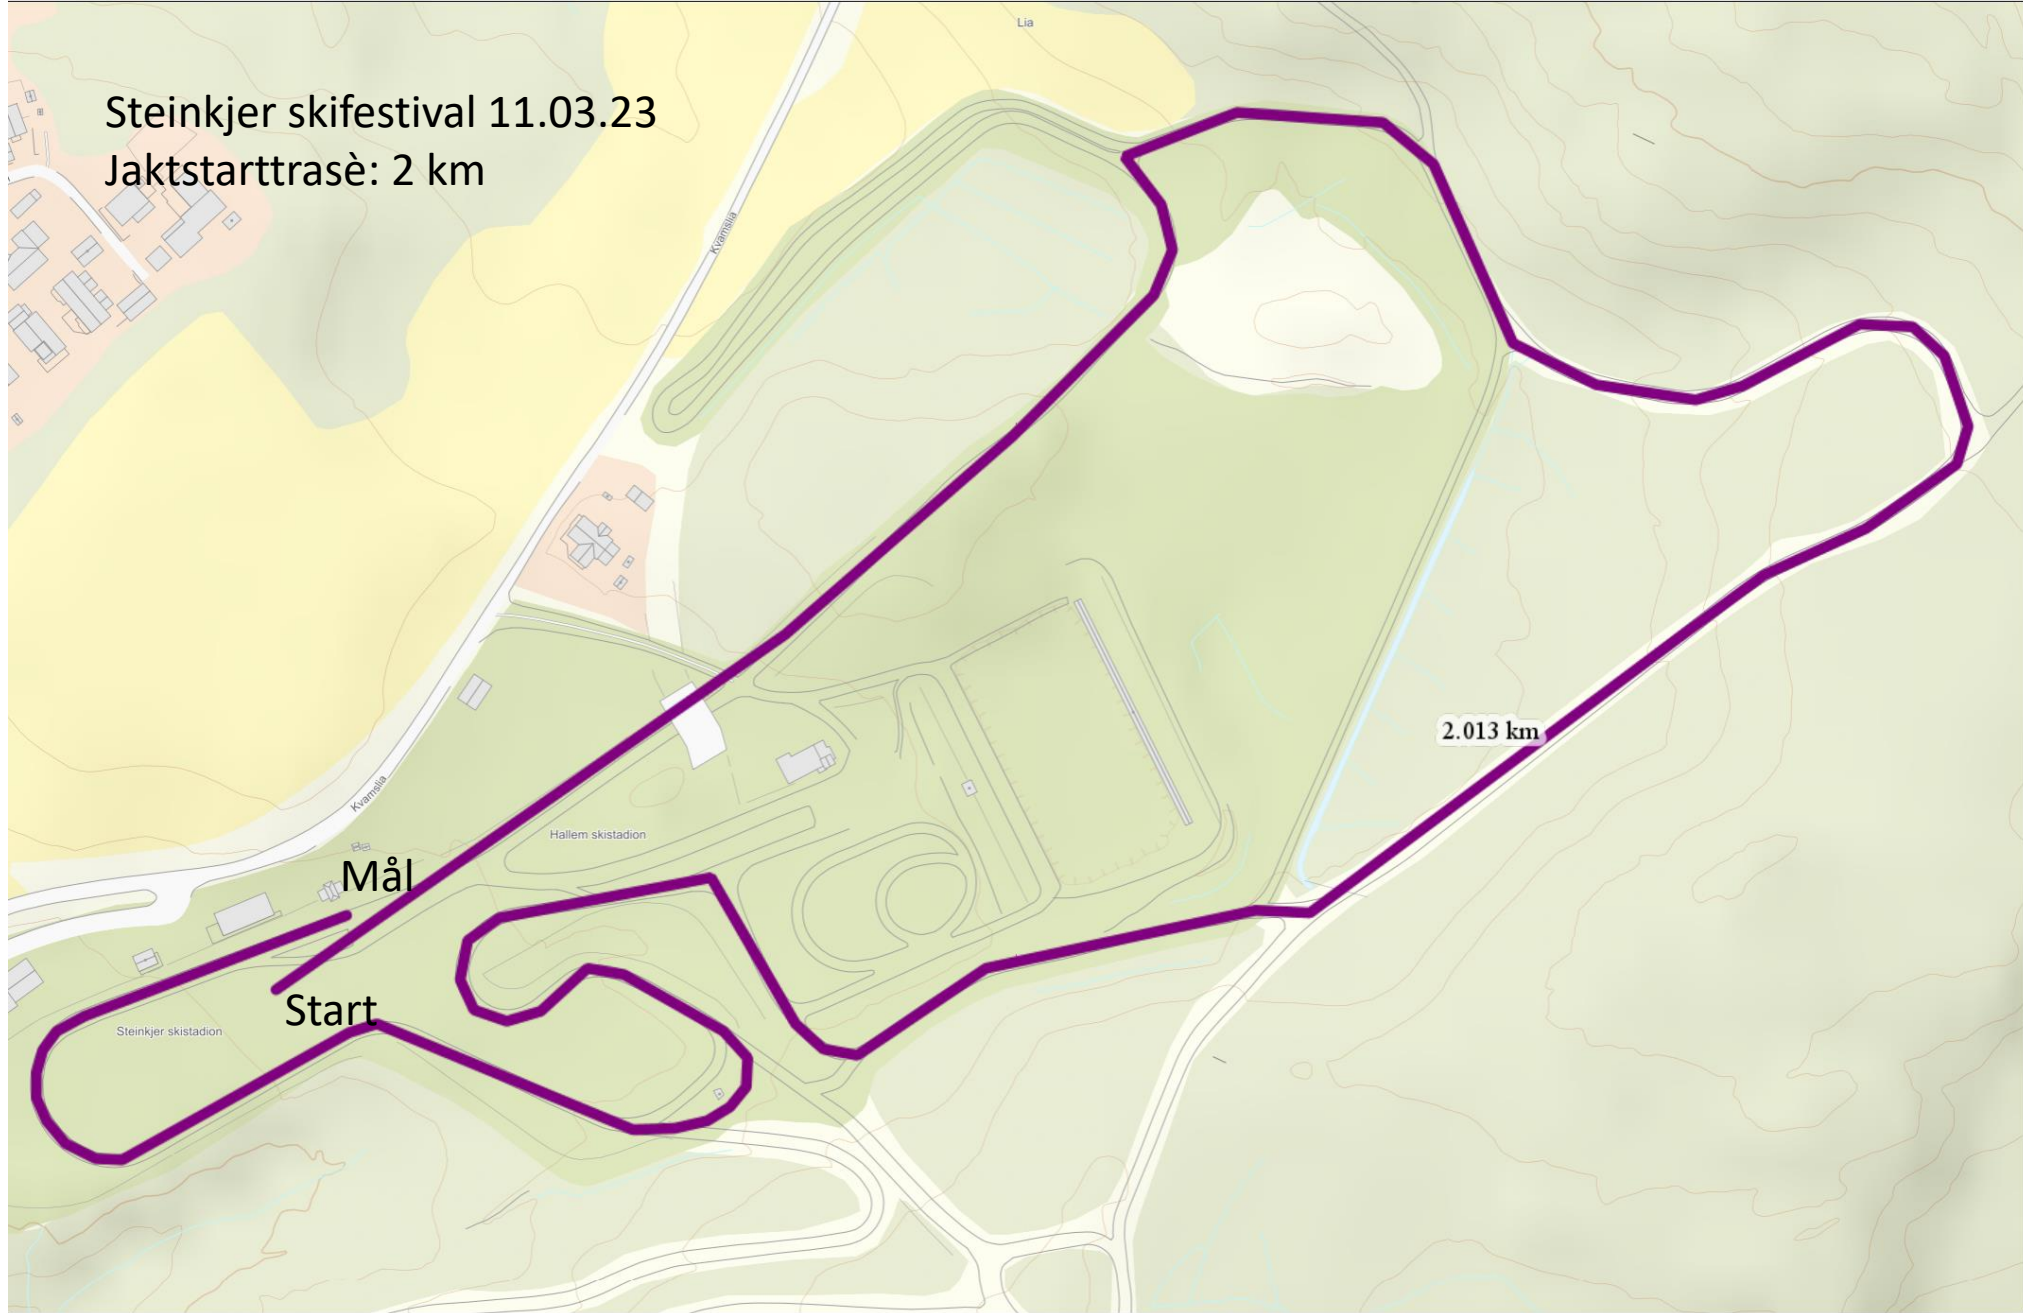 Lia
Steinkjer skifestival 11.03.23
Jaktstarttrasè: 2 km
Kvamslia
2.013 km
Kvamslia
Hallem skistadion
Mål
Start
Steinkjer skistadion